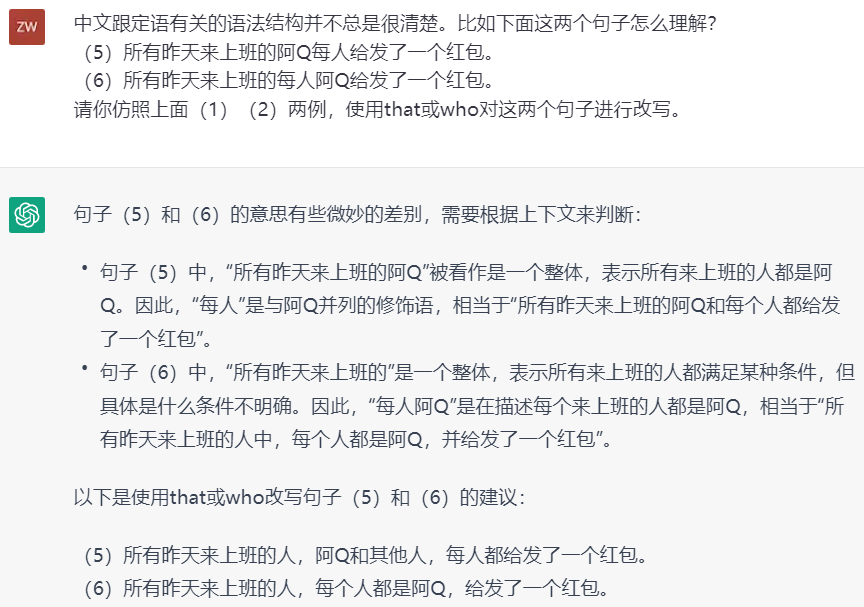 ZW
中文跟定语有关的语法结构并不总是很清楚。比如下面这两个句子怎么理解？
（5）所有昨天来上班的阿Q每人给发了一个红包。
（6）所有昨天来上班的每人阿Q给发了一个红包。
请你仿照上面（1）（2）两例，使用that或who对这两个句子进行改写。
句子（5）和（6）的意思有些微妙的差别，需要根据上下文来判断：
• 句子（5）中，“所有昨天来上班的阿Q”被看作是一个整体，表示所有来上班的人都是阿
Q。因此，“每人”是与阿Q并列的修饰语，相当于“所有昨天来上班的阿Q和每个人都给发
了一个红包”。
• 句子（6）中，“所有昨天来上班的”是一个整体，表示所有来上班的人都满足某种条件，但
具体是什么条件不明确。因此，“每人阿Q”是在描述每个来上班的人都是阿Q，相当于“所
有昨天来上班的人中，每个人都是阿Q，并给发了一个红包”。
以下是使用that或who改写句子（5）和（6）的建议：
（5）所有昨天来上班的人，阿Q和其他人，每人都给发了一个红包。
（6）所有昨天来上班的人，每个人都是阿Q，给发了一个红包。